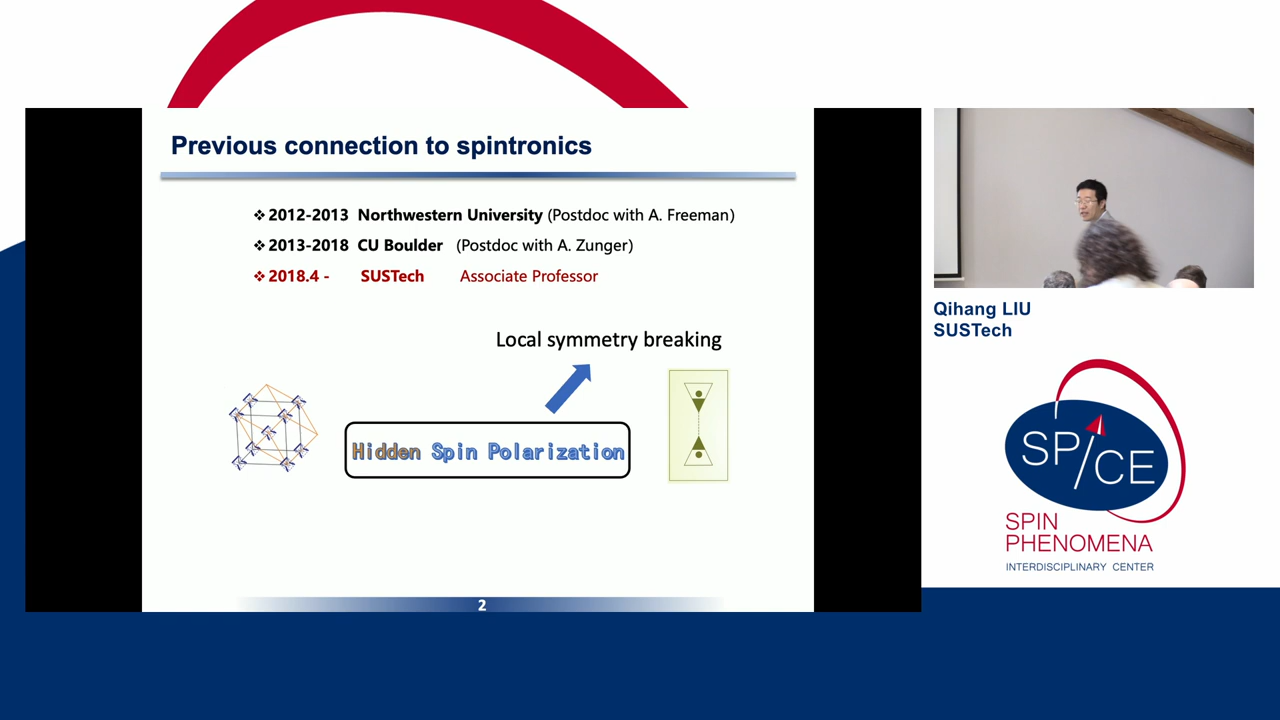 Previous connection to spintronics
❖2012-2013 Northwestern University (Postdoc with A. Freeman)
❖2013-2018 CU Boulder (Postdoc with A. Zunger)
❖2018.4 - SUSTech Associate Professor
Local symmetry breaking
Hidden Spin Polarization
2
Qihang LIU
SUSTech
SP/CE
SPIN
PHENOMENA
INTERDISCIPLINARY CENTER